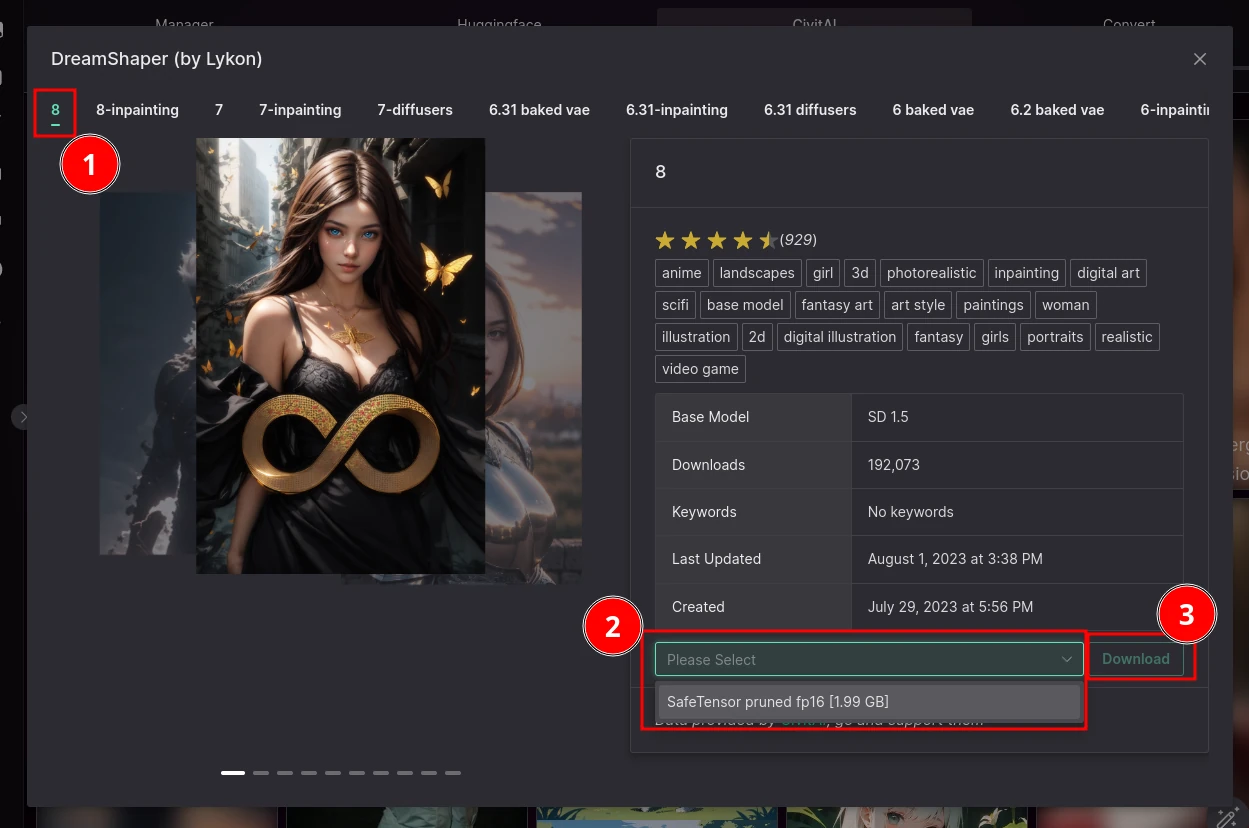 Manager Huggingface CivitAI Convert
DreamShaper (by Lykon)
8 8-inpainting 7 7-inpainting 7-diffusers 6.31 baked vae 6.31-inpainting 6.31 diffusers 6 baked vae 6.2 baked vae 6-inpaintin
1
8
(929)
anime landscapes girl 3d photorealistic inpainting digital art
scifi base model fantasy art art style paintings woman
illustration 2d digital illustration fantasy girls portraits realistic
video game
Base Model SD 1.5
Downloads 192,073
Keywords No keywords
Last Updated August 1, 2023 at 3:38 PM
Created July 29, 2023 at 5:56 PM
2
3
Please Select Download
SafeTensor pruned fp16 [1.99 GB]
Data provided by CivitAI, go and support them